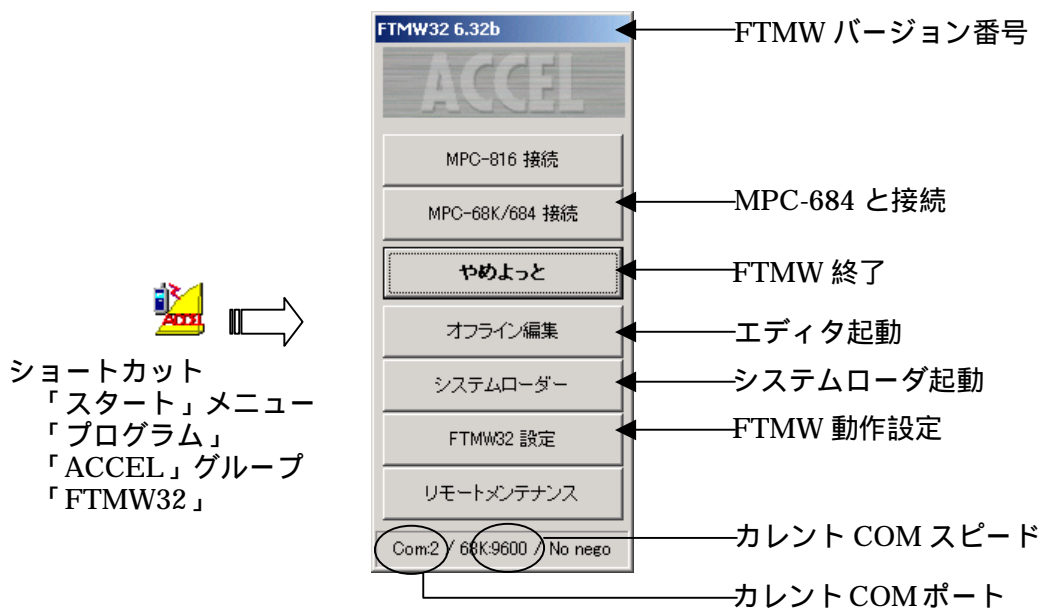 FTMW32 6.32b
FTMW バージョン番号
ACCEL
MPC-816 接続
MPC-68K/684 接続
MPC-684 と接続
やめよっと
FTMW 終了
オフライン編集
エディタ起動
システムローダー
システムローダ起動
FTMW32 設定
FTMW 動作設定
リモートメンテナンス
Com:2 / 68K:9600 / No nego
カレント COM スピード
カレント COM ポート
ACCEL
ショートカット
「スタート」メニュー
「プログラム」
「ACCEL」グループ
「FTMW32」